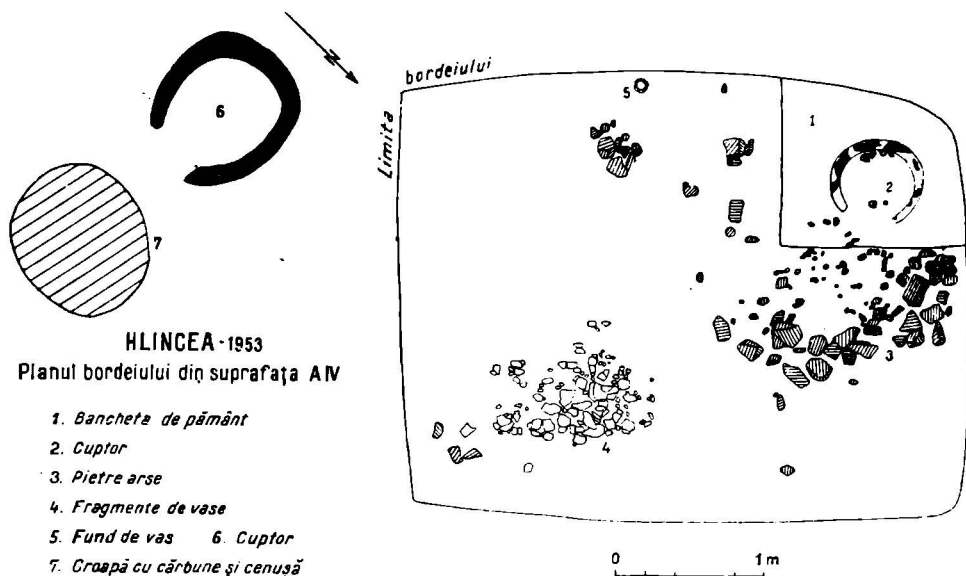 N
6
7
Limita bordeiului
5
1
2
3
4
HLINCEA - 1953
Planul bordeiului din suprafața A IV
1. Bancheta de pământ
2. Cuptor
3. Pietre arse
4. Fragmente de vase
5. Fund de vas 6. Cuptor
7. Groapă cu cărbune și cenușă
0 1 m